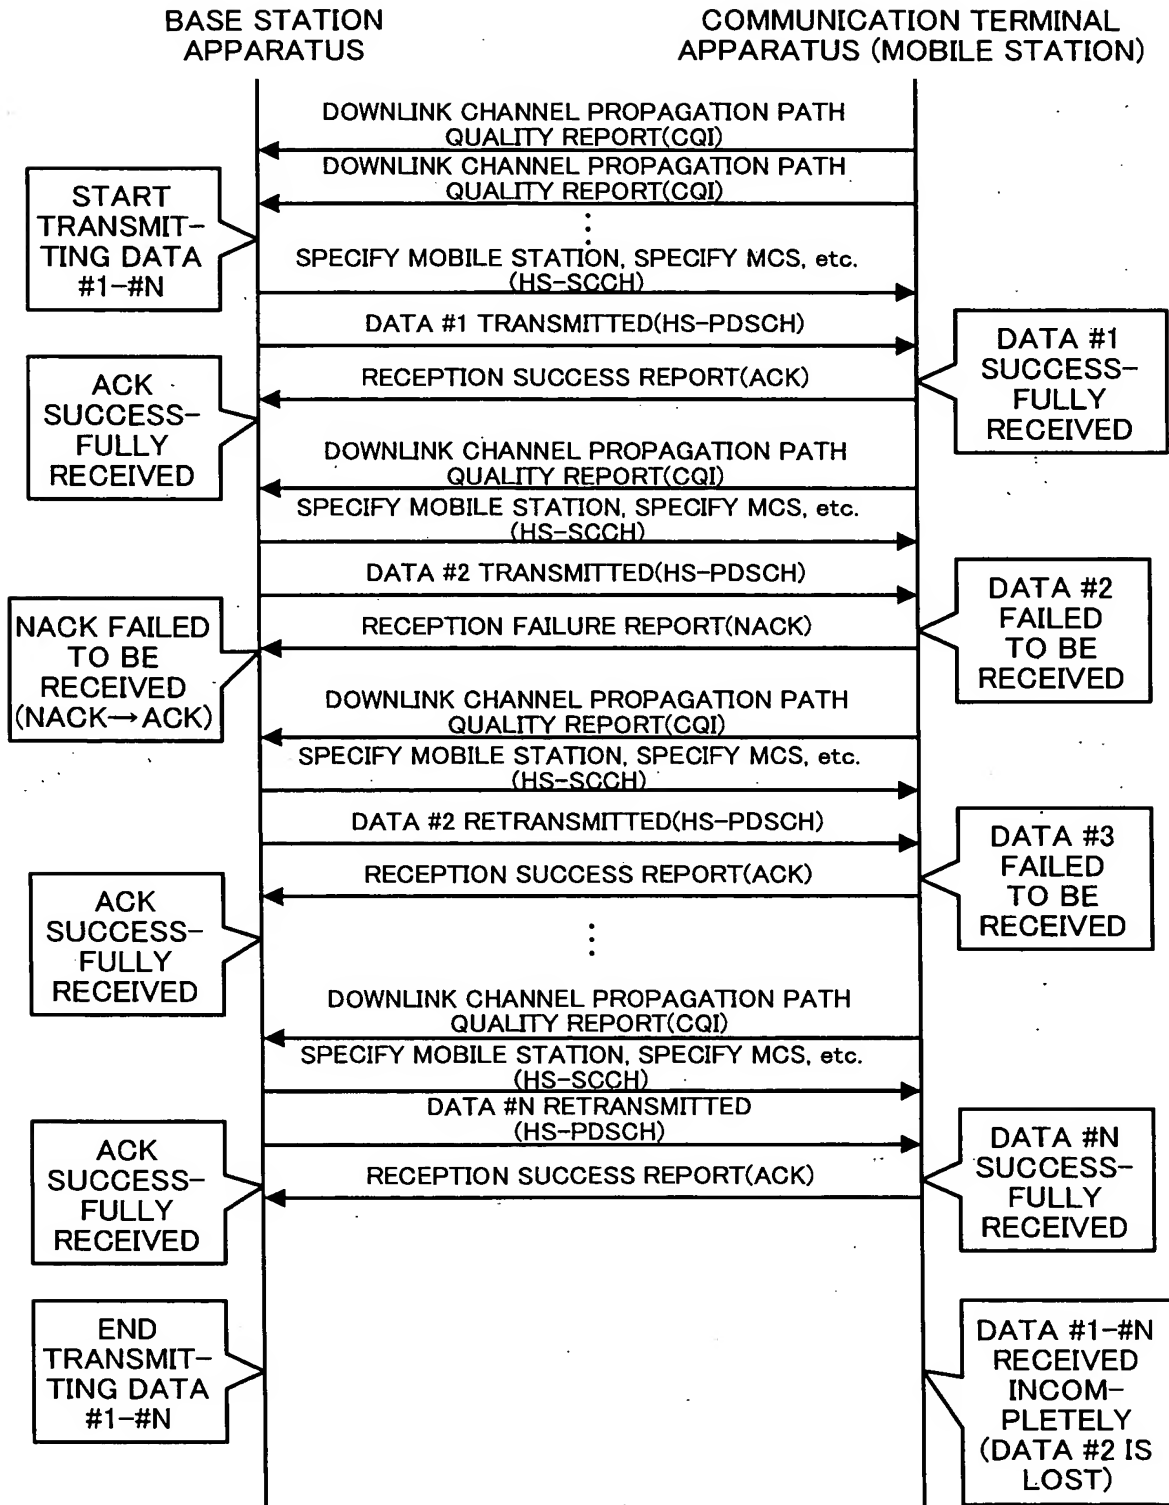 BASE STATION
APPARATUS
COMMUNICATION TERMINAL
APPARATUS (MOBILE STATION)
DOWNLINK CHANNEL PROPAGATION PATH
QUALITY REPORT(CQI)
DOWNLINK CHANNEL PROPAGATION PATH
QUALITY REPORT(CQI)
START
TRANSMIT-
TING DATA
#1-#N
SPECIFY MOBILE STATION, SPECIFY MCS, etc.
(HS-SCCH)
DATA #1 TRANSMITTED(HS-PDSCH)
DATA #1
SUCCESS-
FULLY
RECEIVED
RECEPTION SUCCESS REPORT(ACK)
ACK
SUCCESS-
FULLY
RECEIVED
DOWNLINK CHANNEL PROPAGATION PATH
QUALITY REPORT(CQI)
SPECIFY MOBILE STATION, SPECIFY MCS, etc.
(HS-SCCH)
DATA #2 TRANSMITTED(HS-PDSCH)
DATA #2
FAILED
TO BE
RECEIVED
RECEPTION FAILURE REPORT(NACK)
NACK FAILED
TO BE
RECEIVED
(NACK→ACK)
DOWNLINK CHANNEL PROPAGATION PATH
QUALITY REPORT(CQI)
SPECIFY MOBILE STATION, SPECIFY MCS, etc.
(HS-SCCH)
DATA #2 RETRANSMITTED(HS-PDSCH)
DATA #3
FAILED
TO BE
RECEIVED
RECEPTION SUCCESS REPORT(ACK)
ACK
SUCCESS-
FULLY
RECEIVED
DOWNLINK CHANNEL PROPAGATION PATH
QUALITY REPORT(CQI)
SPECIFY MOBILE STATION, SPECIFY MCS, etc.
(HS-SCCH)
DATA #N RETRANSMITTED
(HS-PDSCH)
DATA #N
SUCCESS-
FULLY
RECEIVED
RECEPTION SUCCESS REPORT(ACK)
ACK
SUCCESS-
FULLY
RECEIVED
END
TRANSMIT-
TING DATA
#1-#N
DATA #1-#N
RECEIVED
INCOM-
PLETELY
(DATA #2 IS
LOST)